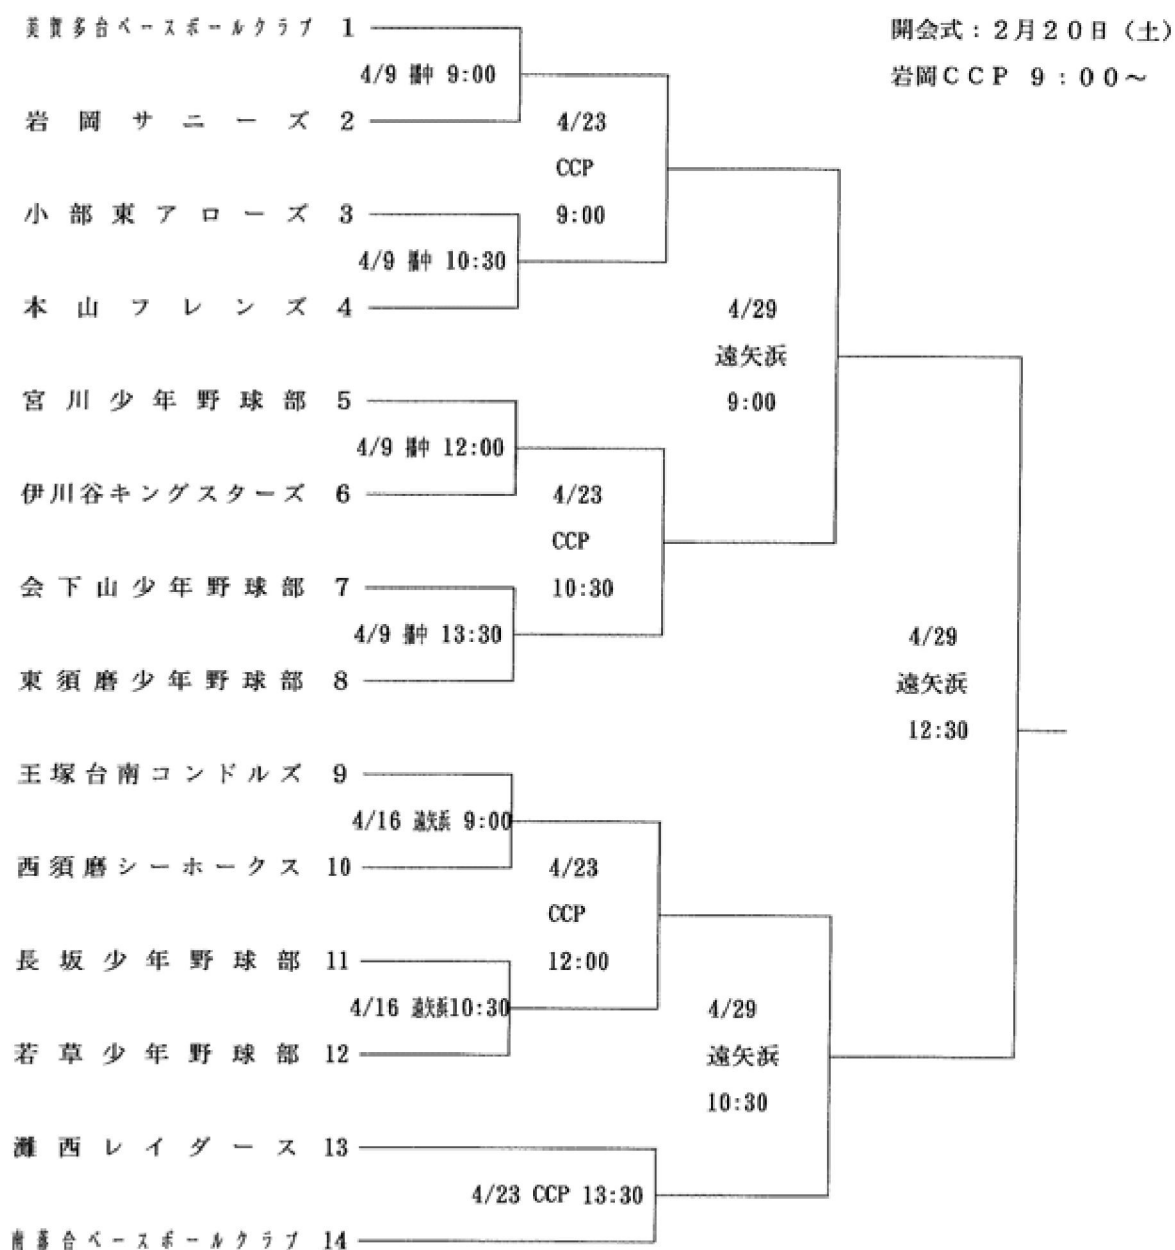 美賀多台ベースボールクラブ 1
開会式：２月２０日（土）
岩岡ＣＣＰ ９：００～
4/9 播中 9:00
岩岡サニーズ 2
4/23
CCP
9:00
小部東アローズ 3
4/9 播中 10:30
本山フレンズ 4
4/29
遠矢浜
9:00
宮川少年野球部 5
4/9 播中 12:00
伊川谷キングスターズ 6
4/23
CCP
10:30
会下山少年野球部 7
4/9 播中 13:30
東須磨少年野球部 8
4/29
遠矢浜
12:30
王塚台南コンドルズ 9
4/16 遠矢浜 9:00
西須磨シーホークス 10
4/23
CCP
12:00
長坂少年野球部 11
4/16 遠矢浜10:30
若草少年野球部 12
4/29
遠矢浜
10:30
灘西レイダース 13
4/23 CCP 13:30
南落合ベースボールクラブ 14